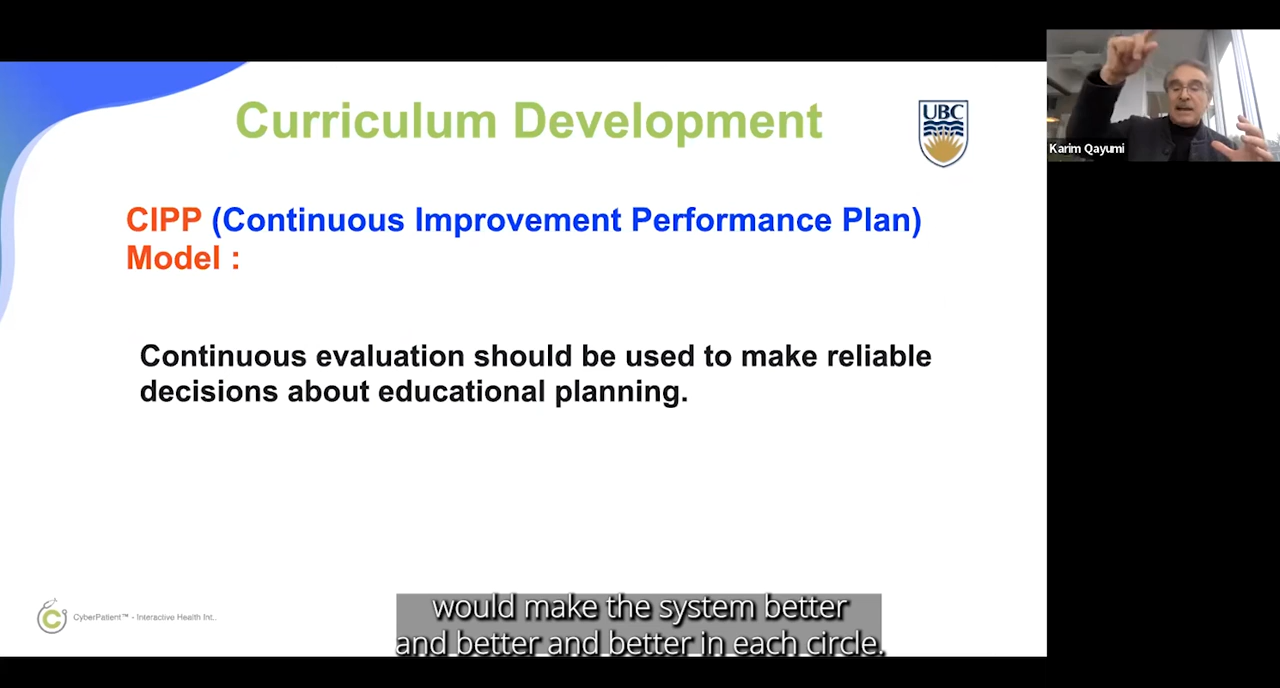 Curriculum Development
UBC
Karim Qayumi
CIPP (Continuous Improvement Performance Plan)
Model :
Continuous evaluation should be used to make reliable
decisions about educational planning.
CyberPatient™ - Interactive Health Int..
would make the system better
and better and better in each circle.